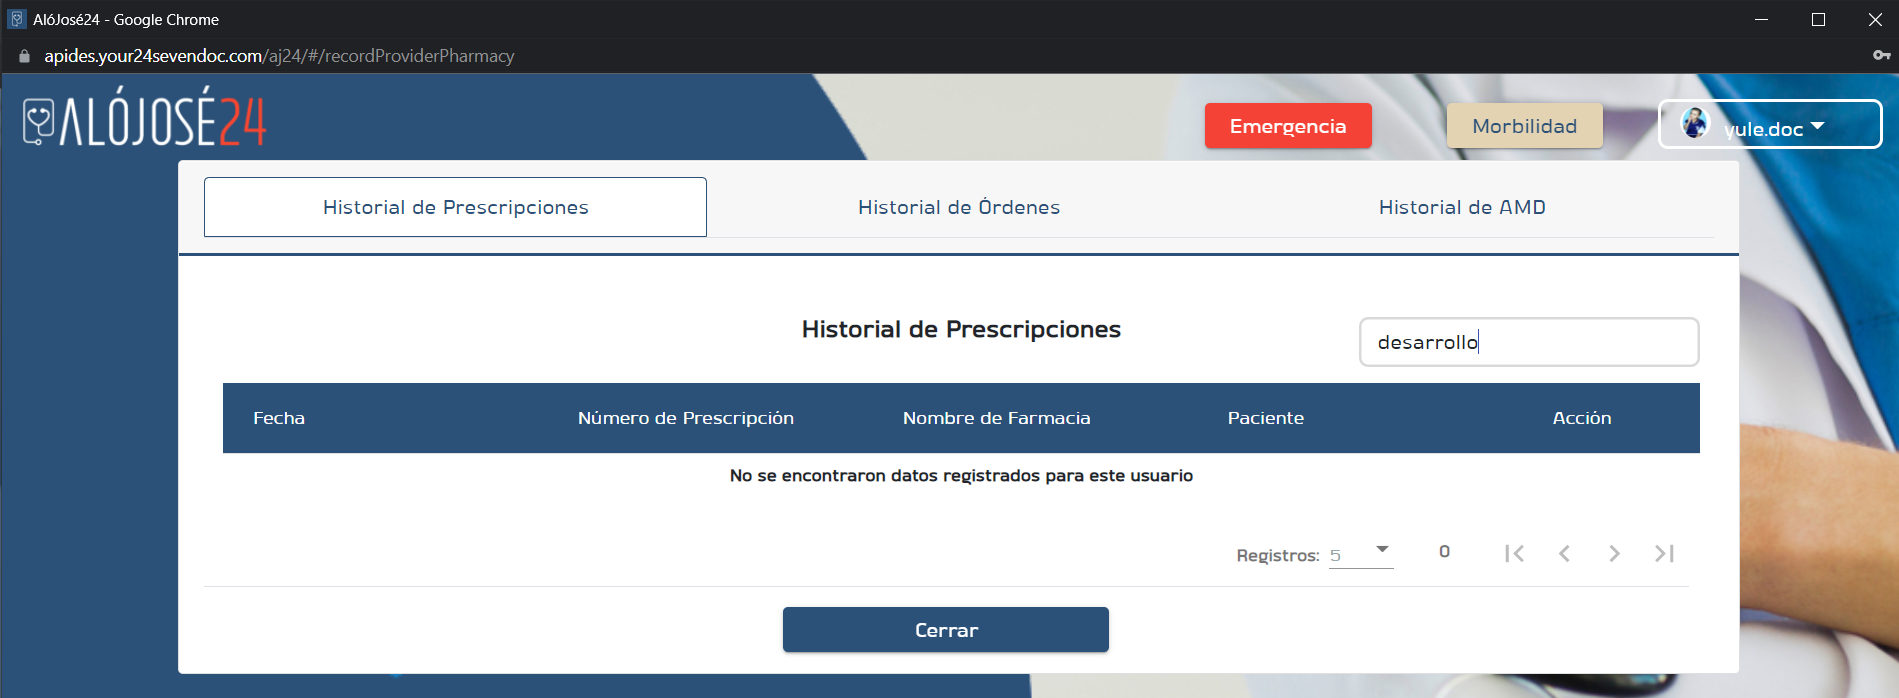 AlóJosé24 - Google Chrome
apides.your24sevendoc.com/aj24/#/recordProviderPharmacy
ALÓJOSÉ24
Emergencia
Morbilidad
yule.doc
Historial de Prescripciones
Historial de Órdenes
Historial de AMD
Historial de Prescripciones
desarrollo
Fecha
Número de Prescripción
Nombre de Farmacia
Paciente
Acción
No se encontraron datos registrados para este usuario
Registros: 5
0
Cerrar